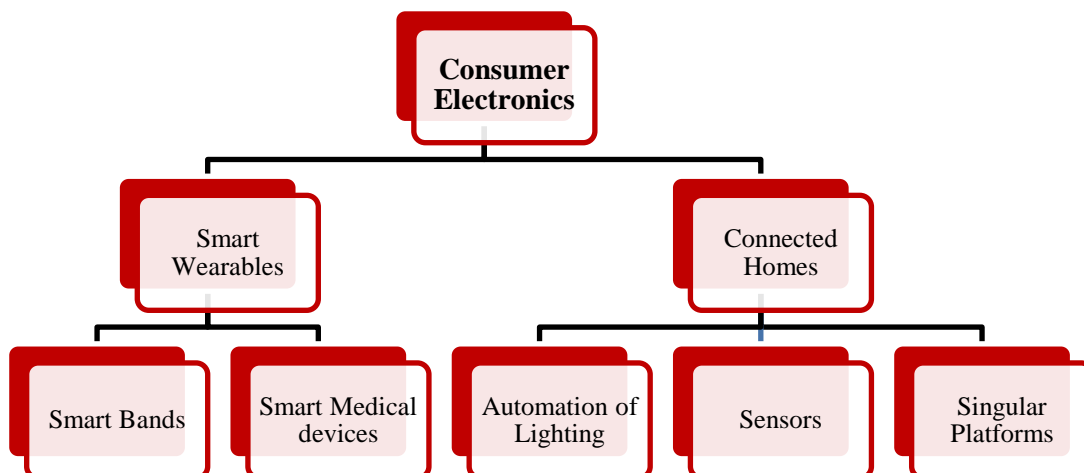 Consumer
Electronics
Smart
Wearables
Connected
Homes
Smart Bands
Smart Medical
devices
Automation of
Lighting
Sensors
Singular
Platforms